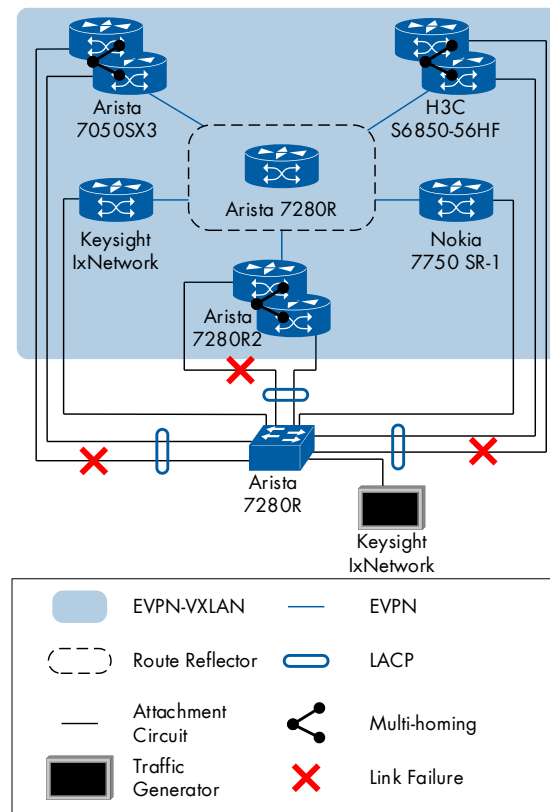 Arista
7050SX3
H3C
S6850-56HF
Arista 7280R
Keysight
IxNetwork
Nokia
7750 SR-1
Arista
7280R2
Arista
7280R
Keysight
IxNetwork
EVPN-VXLAN
EVPN
Route Reflector
LACP
Attachment
Circuit
Multi-homing
Traffic
Generator
Link Failure